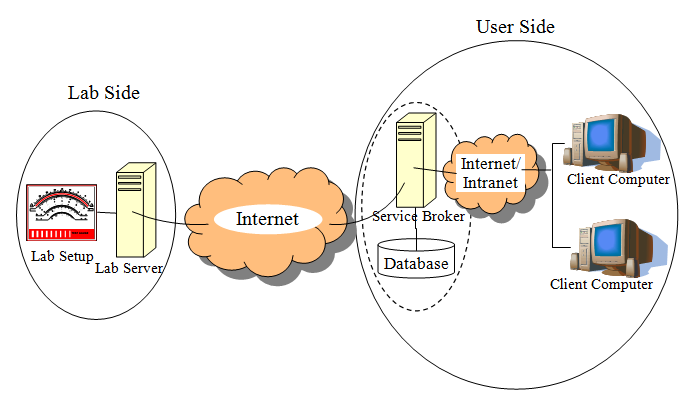 User Side
Lab Side
Internet/
Intranet
Client Computer
Internet
Service Broker
Lab Setup
Lab Server
Database
Client Computer